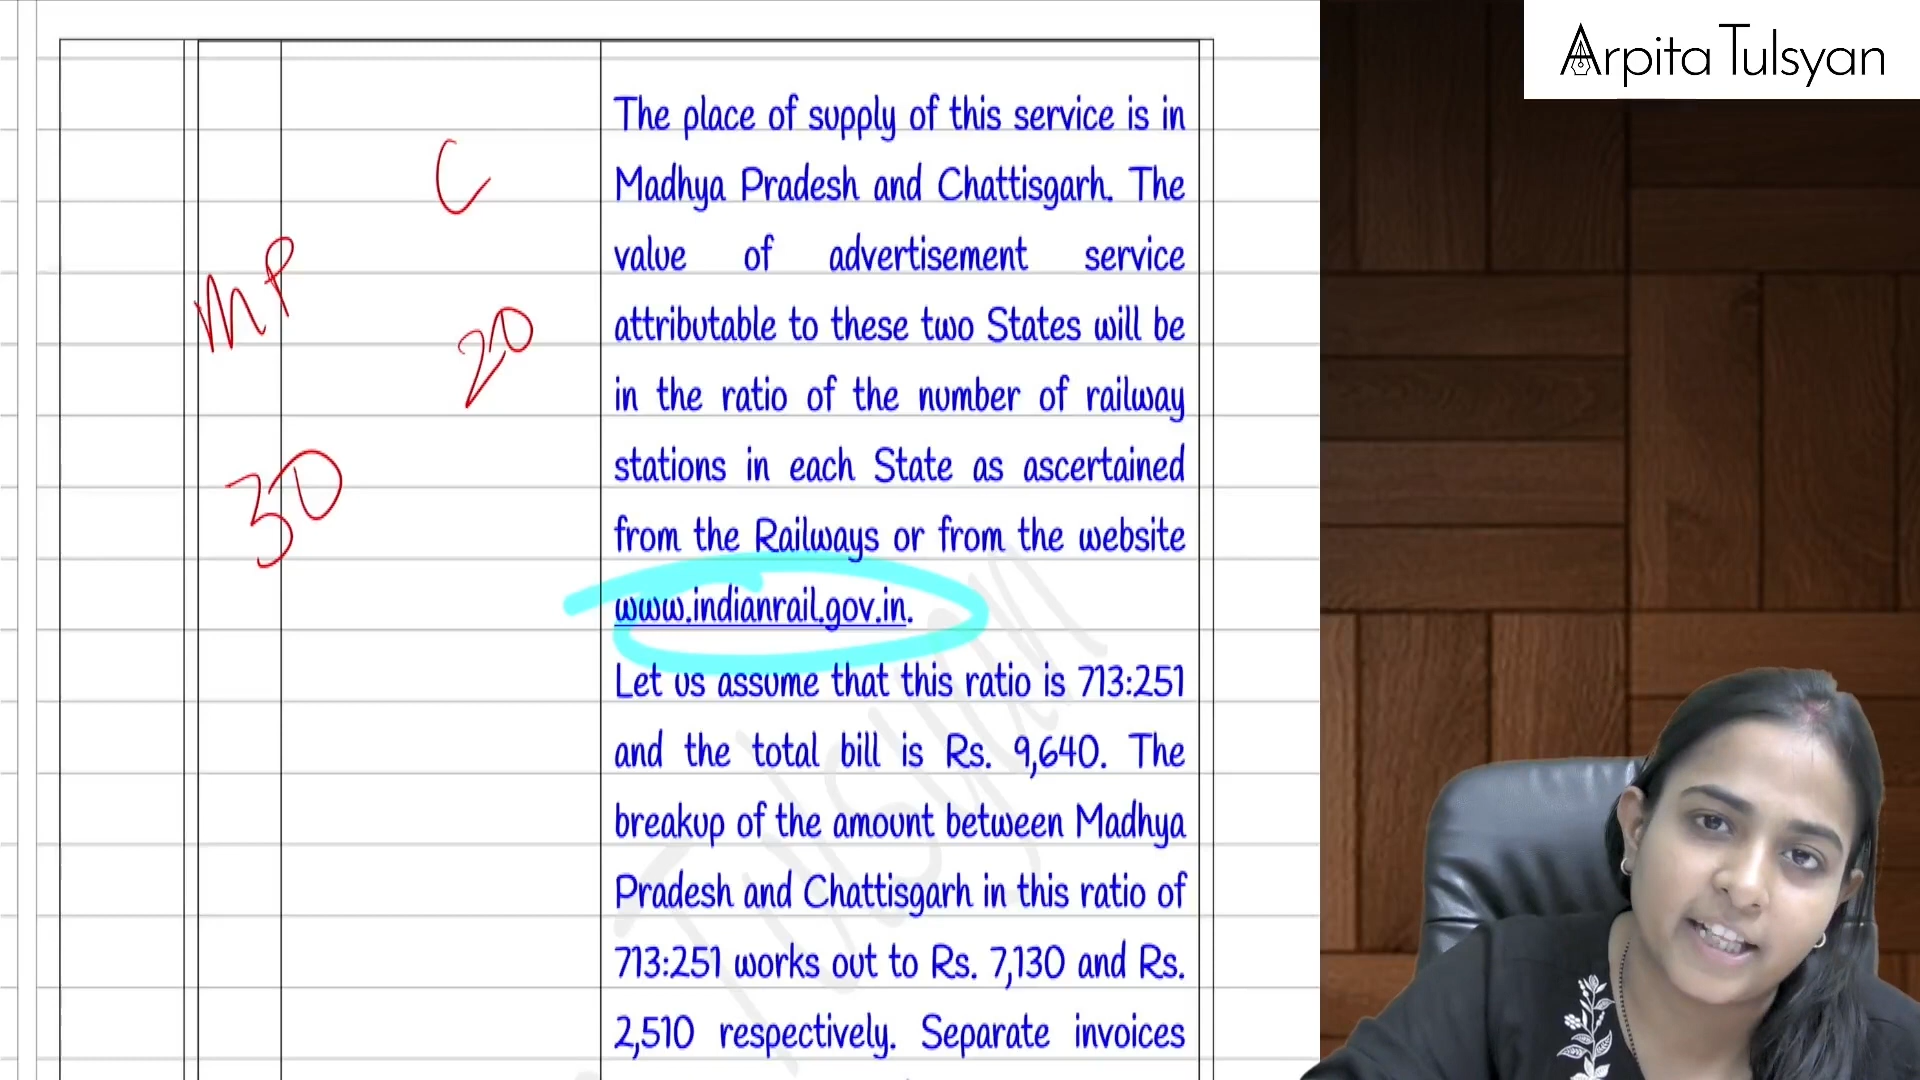 Arpita Tulsyan
The place of supply of this service is in
Madhya Pradesh and Chattisgarh. The
value of advertisement service
attributable to these two States will be
in the ratio of the number of railway
stations in each State as ascertained
from the Railways or from the website
www.indianrail.gov.in.
Let us assume that this ratio is 713:251
and the total bill is Rs. 9,640. The
breakup of the amount between Madhya
Pradesh and Chattisgarh in this ratio of
713:251 works out to Rs. 7,130 and Rs.
2,510 respectively. Separate invoices
C
MP
20
30
Tulsyan